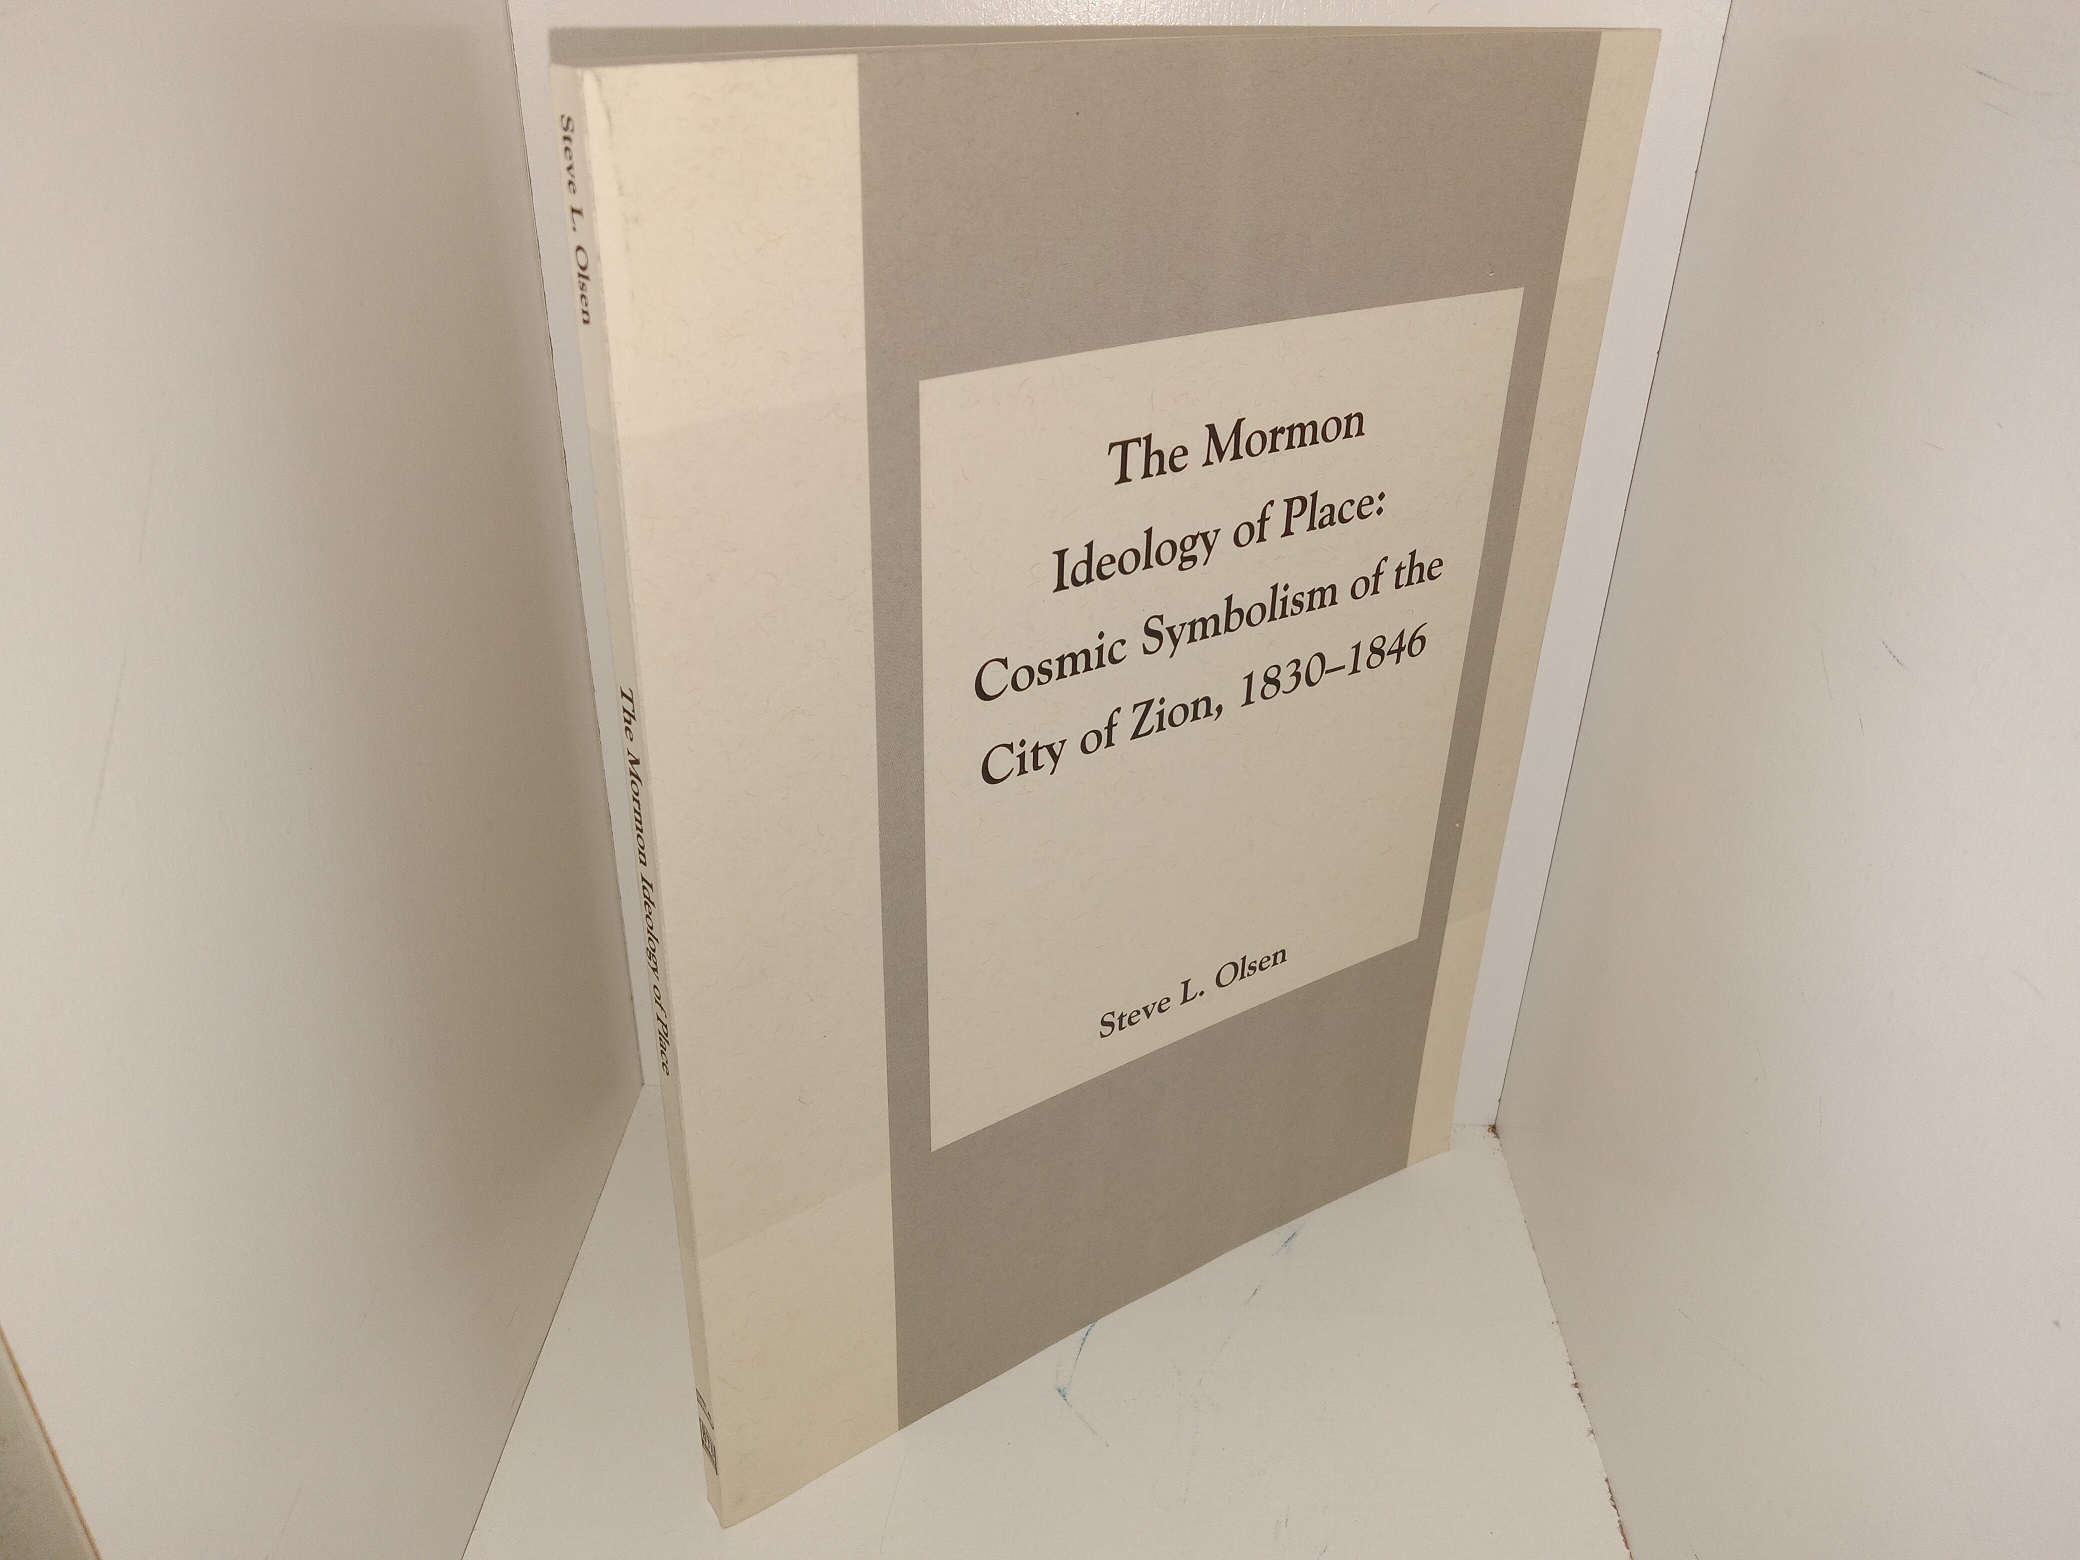 Steve L. Olsen
The Mormon Ideology of Place
The Mormon
Ideology of Place:
Cosmic Symbolism of the
City of Zion, 1830–1846
Steve L. Olsen